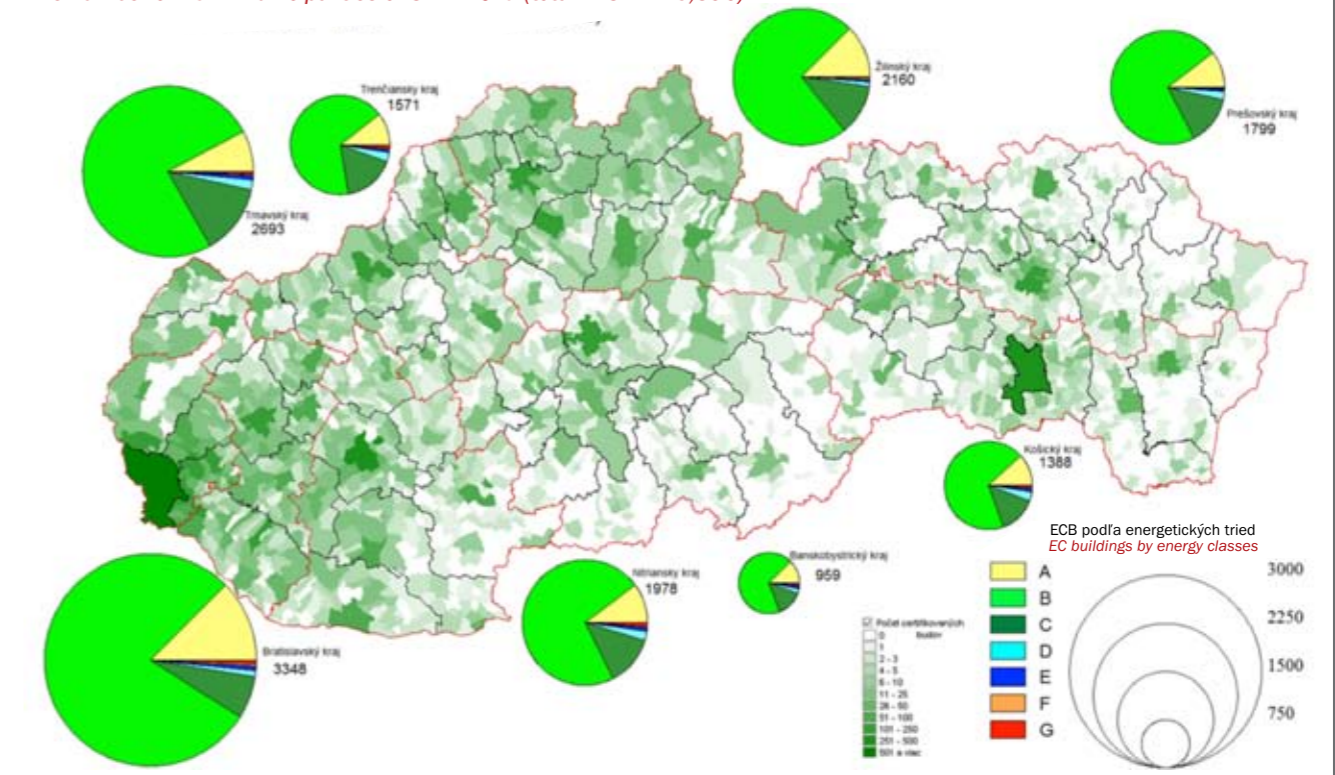 Trenčiansky kraj
1571
Žilinský kraj
2160
Prešovský kraj
1799
Trnavský kraj
2693
Košický kraj
1388
Banskobystrický kraj
959
Nitriansky kraj
1978
Bratislavský kraj
3348
ECB podľa energetických tried
EC buildings by energy classes
A
B
C
D
E
F
G
3000
2250
1500
750
Počet certifikovaných
budov
0
1
2 - 3
4 - 5
6 - 10
11 - 25
26 - 50
51 - 100
101 - 250
251 - 500
501 a viac